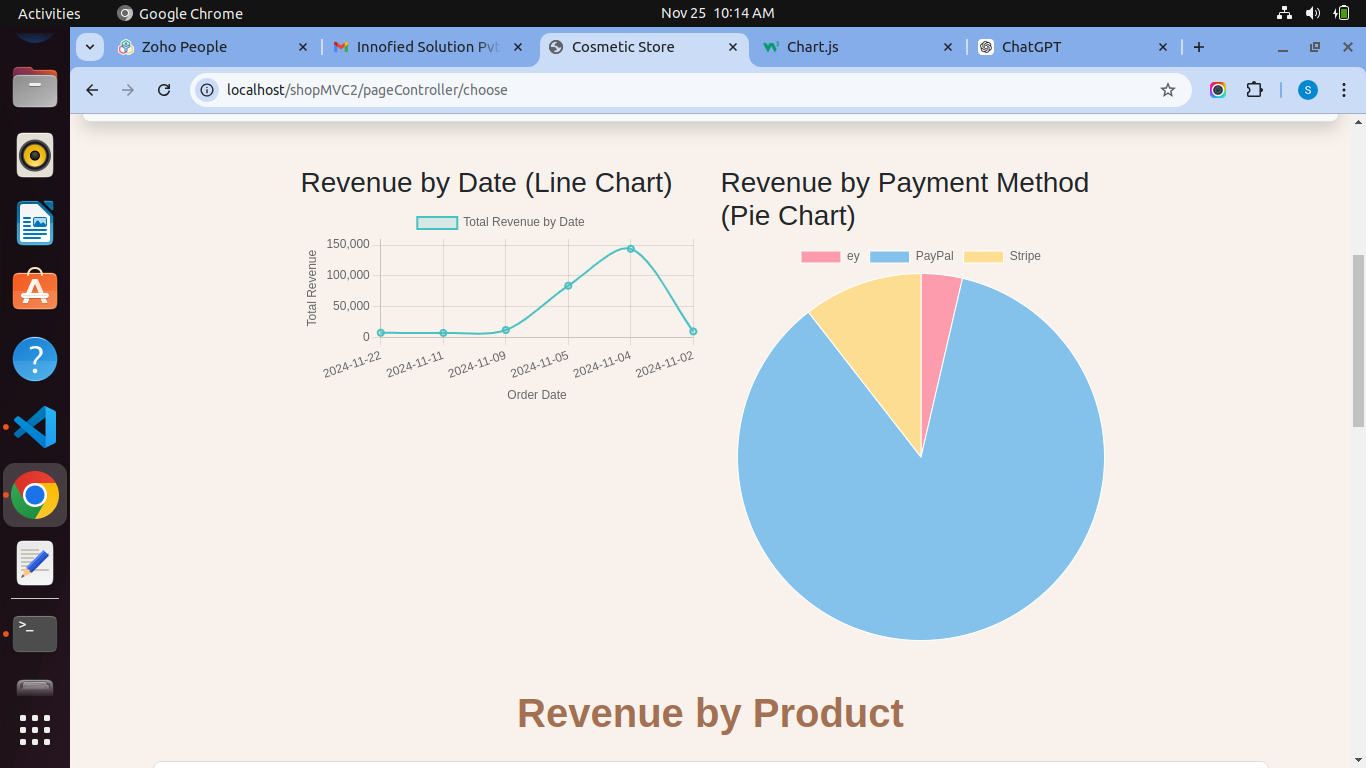 Activities
Google Chrome
Nov 25 10:14 AM
Zoho People
Innofied Solution Pvt
Cosmetic Store
Chart.js
ChatGPT
localhost/shopMVC2/pageController/choose
S
Revenue by Date (Line Chart)
Total Revenue by Date
150,000
100,000
50,000
0
Total Revenue
2024-11-22
2024-11-11
2024-11-09
2024-11-05
2024-11-04
2024-11-02
Order Date
Revenue by Payment Method
(Pie Chart)
ey
PayPal
Stripe
Revenue by Product